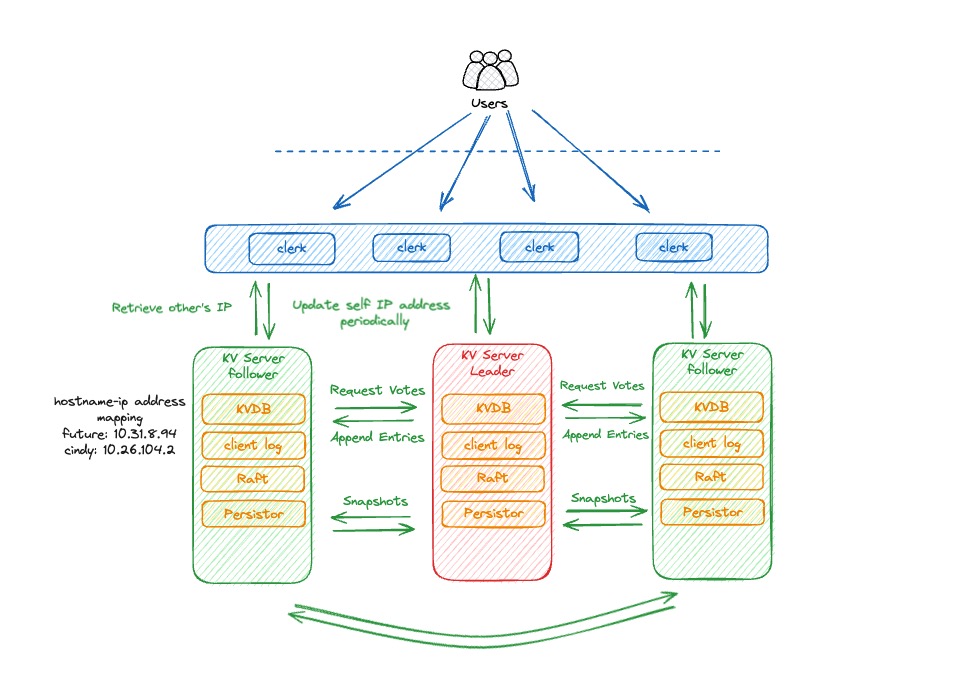 Users
clerk
clerk
clerk
clerk
Retrieve other's IP
Update self IP address
periodically
KV Server
follower
KVDB
client log
Raft
Persistor
KV Server
Leader
KVDB
client log
Raft
Persistor
KV Server
follower
KVDB
client log
Raft
Persistor
hostname-ip address
mapping
future: 10.31.8.94
cindy: 10.26.104.2
Request Votes
Append Entries
Snapshots
Request Votes
Append Entries
Snapshots